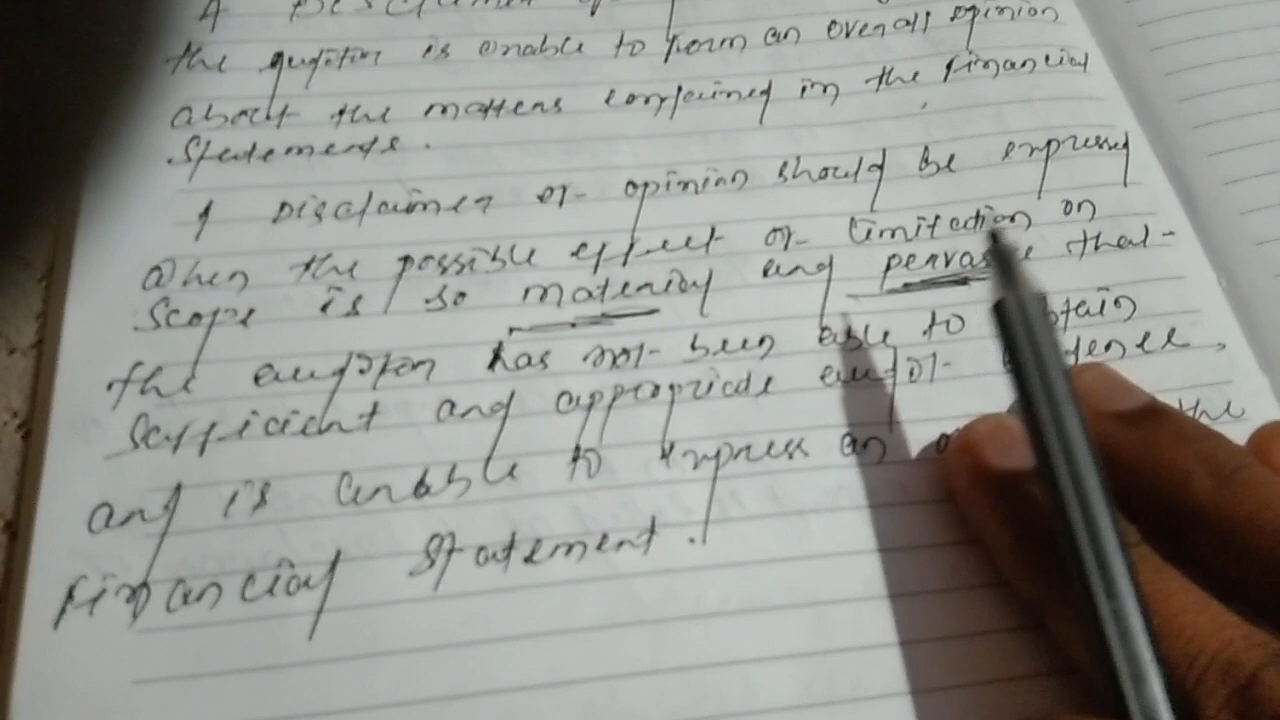 the auditor is unable to form an overall opinion
about the matters contained in the financial
statements.
A Disclaimer of opinion should be expressed
when the possible effect of limitation on
scope is so material and pervasive that
the auditor has not been able to obtain
sufficient and appropriate audit evidence,
and is unable to express an the
financial statement.